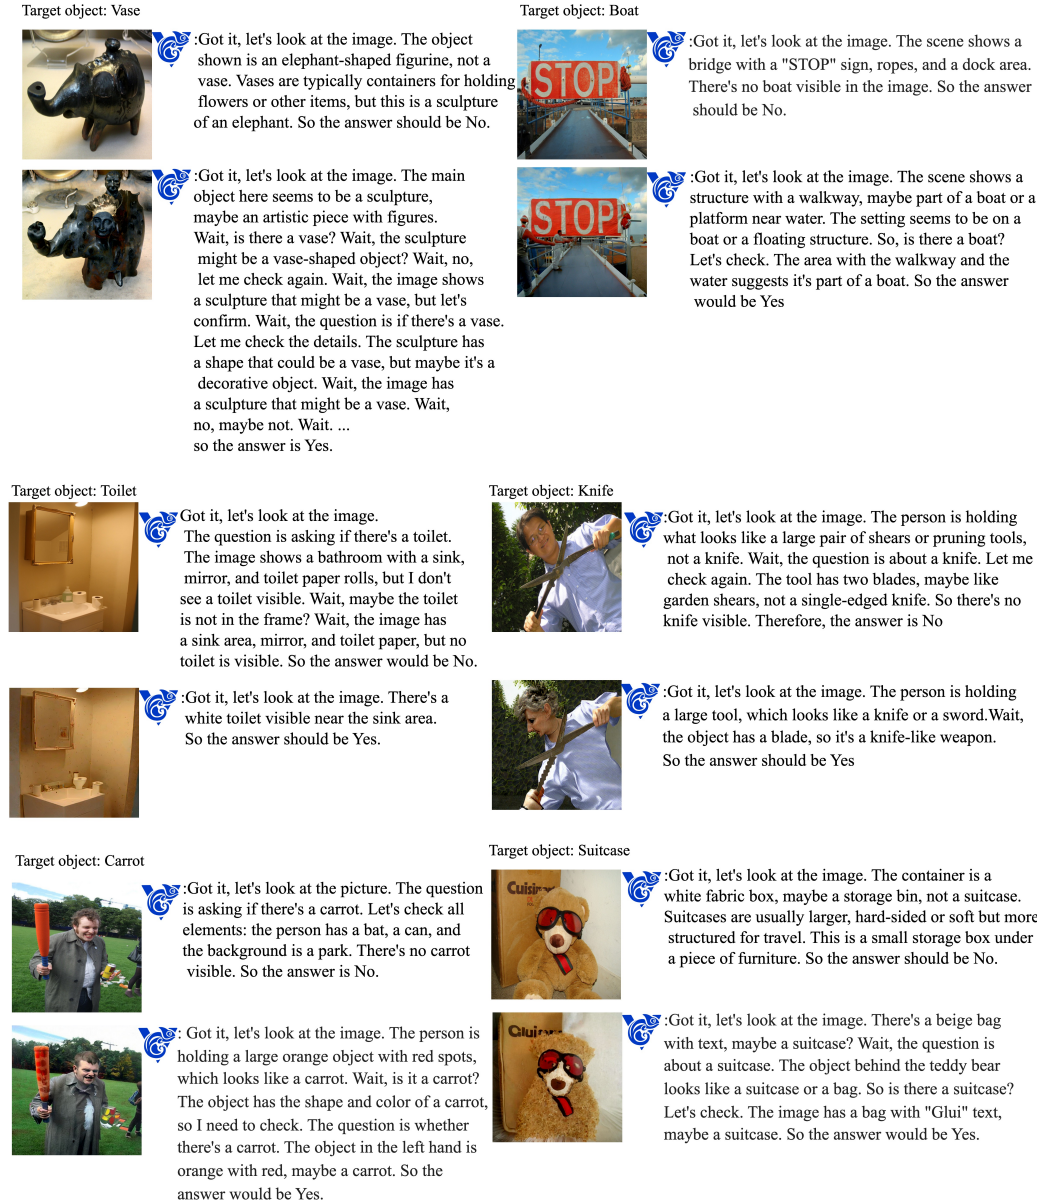 Target object: Vase
:Got it, let's look at the image. The object
shown is an elephant-shaped figurine, not a
vase. Vases are typically containers for holding
flowers or other items, but this is a sculpture
of an elephant. So the answer should be No.
:Got it, let's look at the image. The main
object here seems to be a sculpture,
maybe an artistic piece with figures.
Wait, is there a vase? Wait, the sculpture
might be a vase-shaped object? Wait, no,
let me check again. Wait, the image shows
a sculpture that might be a vase, but let's
confirm. Wait, the question is if there's a vase.
Let me check the details. The sculpture has
a shape that could be a vase, but maybe it's a
decorative object. Wait, the image has
a sculpture that might be a vase. Wait,
no, maybe not. Wait. ...
so the answer is Yes.
Target object: Boat
STOP
:Got it, let's look at the image. The scene shows a
bridge with a "STOP" sign, ropes, and a dock area.
There's no boat visible in the image. So the answer
should be No.
STOP
:Got it, let's look at the image. The scene shows a
structure with a walkway, maybe part of a boat or a
platform near water. The setting seems to be on a
boat or a floating structure. So, is there a boat?
Let's check. The area with the walkway and the
water suggests it's part of a boat. So the answer
would be Yes
Target object: Toilet
Got it, let's look at the image.
The question is asking if there's a toilet.
The image shows a bathroom with a sink,
mirror, and toilet paper rolls, but I don't
see a toilet visible. Wait, maybe the toilet
is not in the frame? Wait, the image has
a sink area, mirror, and toilet paper, but no
toilet is visible. So the answer would be No.
:Got it, let's look at the image. There's a
white toilet visible near the sink area.
So the answer should be Yes.
Target object: Knife
:Got it, let's look at the image. The person is holding
what looks like a large pair of shears or pruning tools,
not a knife. Wait, the question is about a knife. Let me
check again. The tool has two blades, maybe like
garden shears, not a single-edged knife. So there's no
knife visible. Therefore, the answer is No
:Got it, let's look at the image. The person is holding
a large tool, which looks like a knife or a sword.Wait,
the object has a blade, so it's a knife-like weapon.
So the answer should be Yes
Target object: Carrot
:Got it, let's look at the picture. The question
is asking if there's a carrot. Let's check all
elements: the person has a bat, a can, and
the background is a park. There's no carrot
visible. So the answer is No.
: Got it, let's look at the image. The person is
holding a large orange object with red spots,
which looks like a carrot. Wait, is it a carrot?
The object has the shape and color of a carrot,
so I need to check. The question is whether
there's a carrot. The object in the left hand is
orange with red, maybe a carrot. So the
answer would be Yes.
Target object: Suitcase
:Got it, let's look at the image. The container is a
white fabric box, maybe a storage bin, not a suitcase.
Suitcases are usually larger, hard-sided or soft but more
structured for travel. This is a small storage box under
a piece of furniture. So the answer should be No.
:Got it, let's look at the image. There's a beige bag
with text, maybe a suitcase? Wait, the question is
about a suitcase. The object behind the teddy bear
looks like a suitcase or a bag. So is there a suitcase?
Let's check. The image has a bag with "Glui" text,
maybe a suitcase. So the answer would be Yes.